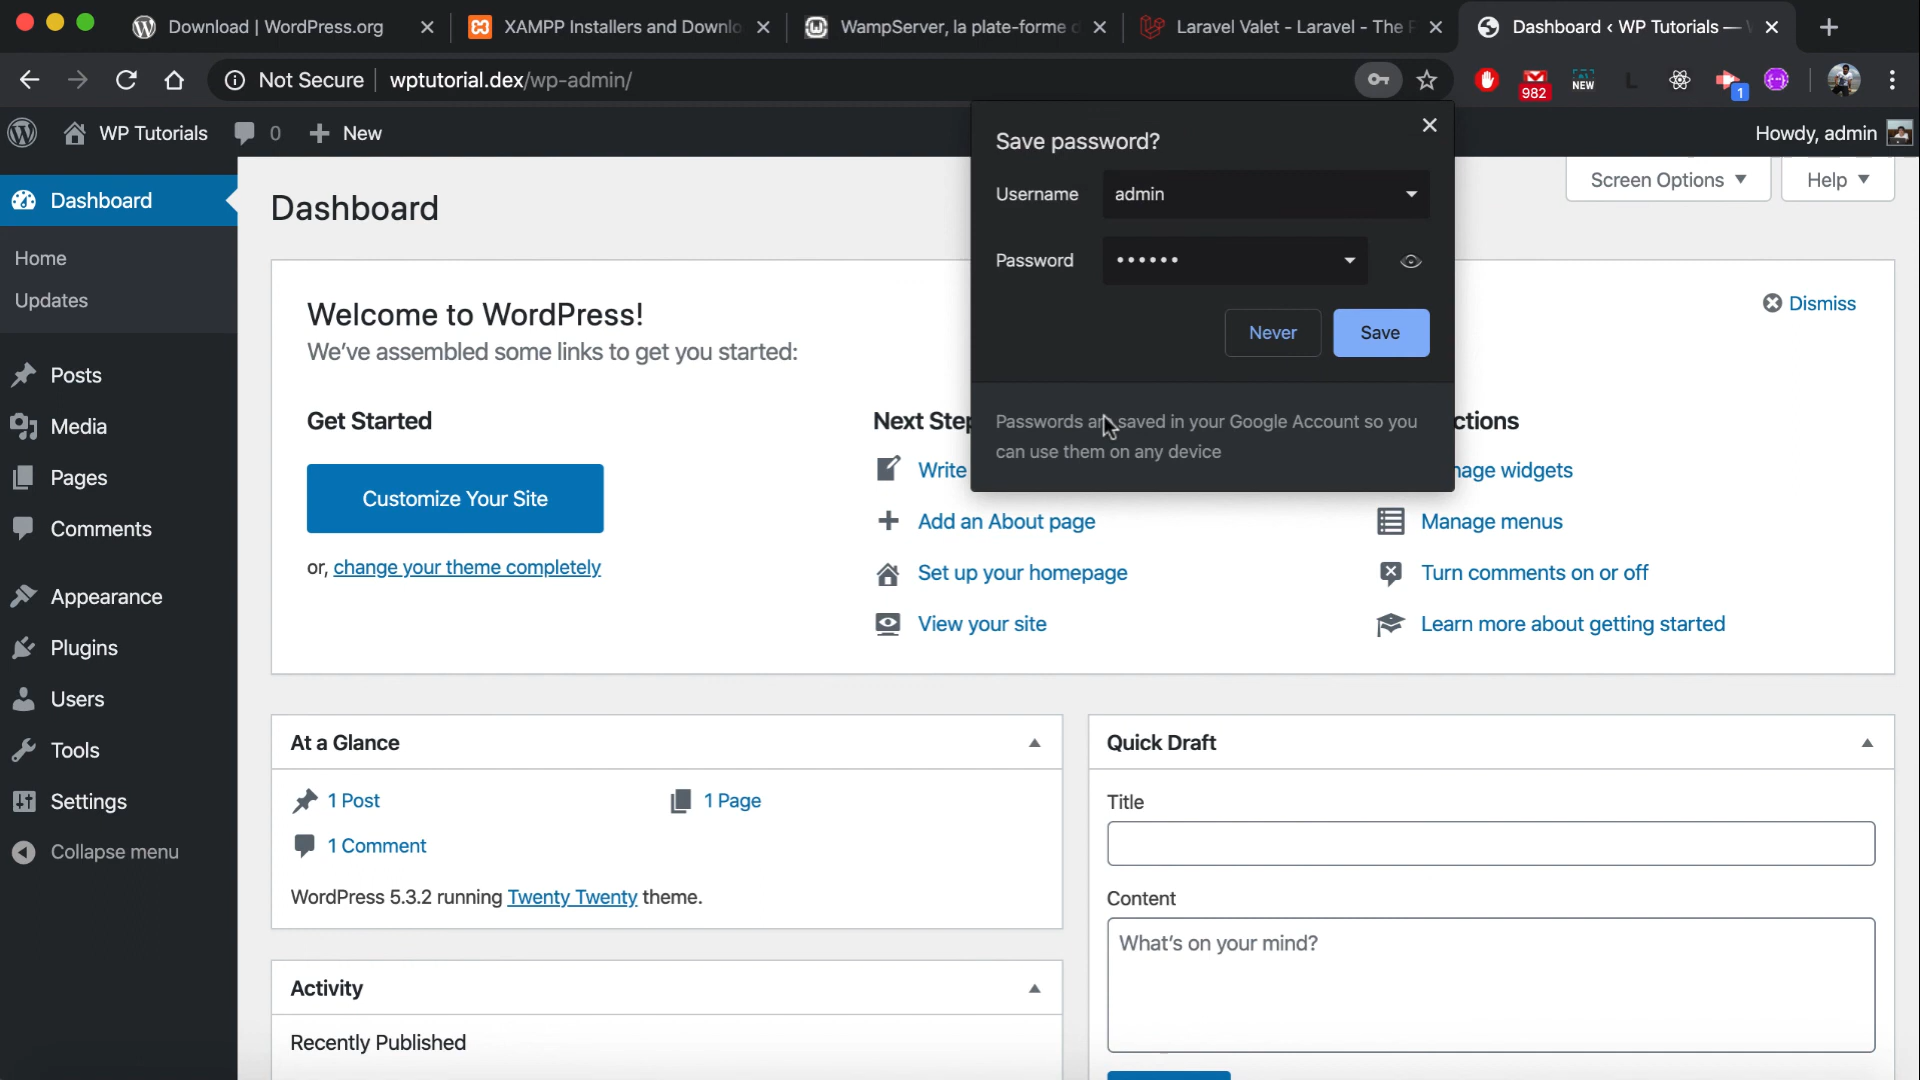 Download | WordPress.org
XAMPP Installers and Downlo
WampServer, la plate-forme d
Laravel Valet - Laravel - The P
Dashboard ‹ WP Tutorials —
Not Secure
wptutorial.dex/wp-admin/
982
NEW
1
WP Tutorials
0
New
Howdy, admin
Dashboard
Home
Updates
Posts
Media
Pages
Comments
Appearance
Plugins
Users
Tools
Settings
Collapse menu
Dashboard
Screen Options
Help
Save password?
Username
admin
Password
••••••
Never
Save
Passwords are saved in your Google Account so you
can use them on any device
Welcome to WordPress!
We've assembled some links to get you started:
Dismiss
Get Started
Customize Your Site
or, change your theme completely
Next Step
Write
Add an About page
Set up your homepage
View your site
ctions
nage widgets
Manage menus
Turn comments on or off
Learn more about getting started
At a Glance
1 Post
1 Page
1 Comment
WordPress 5.3.2 running Twenty Twenty theme.
Activity
Recently Published
Quick Draft
Title
Content
What's on your mind?